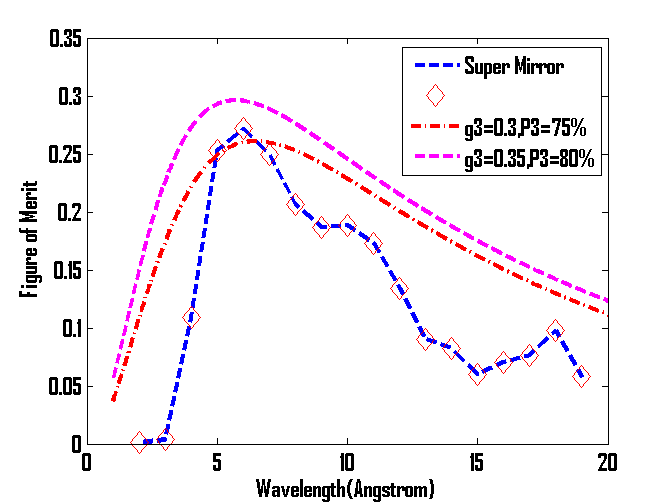 0.35
0.3
0.25
0.2
0.15
0.1
0.05
0
Figure of Merit
Super Mirror
g3=0.3,P3=75%
g3=0.35,P3=80%
0 5 10 15 20
Wavelength(Angstrom)